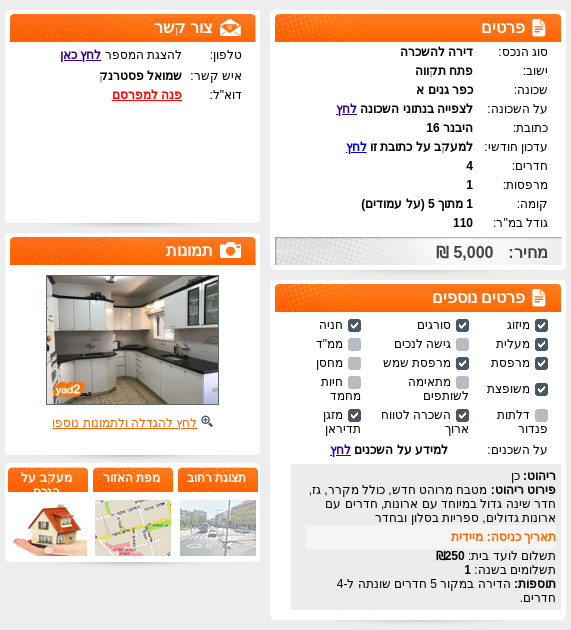 פרטים
סוג הנכס: דירה להשכרה
ישוב: פתח תקווה
שכונה: כפר גנים א
על השכונה: לצפייה בנתוני השכונה לחץ
כתובת: היבנר 16
עדכון חודשי: למעקב על כתובת זו לחץ
חדרים: 4
מרפסות: 1
קומה: 1 מתוך 5 (על עמודים)
גודל במ"ר: 110
מחיר: 5,000 ₪
פרטים נוספים
מיזוג סורגים חניה
מעלית גישה לנכים ממ"ד
מרפסת מרפסת שמש מחסן
משופצת מתאימה לשותפים חיות מחמד
דלתות פנדור השכרה לטווח ארוך מזגן תדיראן
על השכנים: למידע על השכנים לחץ
ריהוט: כן
פירוט ריהוט: מטבח מרוהט חדש, כולל מקרר, גז,
חדר שינה גדול במיוחד עם ארונות, חדרים עם
ארונות גדולים, ספריות בסלון ובחדר
תאריך כניסה: מיידית
תשלום לועד בית: 250₪
תשלומים בשנה: 1
תוספות: הדירה במקור 5 חדרים שונתה ל-4
חדרים.
צור קשר
טלפון: להצגת המספר לחץ כאן
איש קשר: שמואל פסטרנק
דוא"ל: פנה למפרסם
תמונות
yad2
לחץ להגדלה ולתמונות נוספו
תצוגת רחוב
מפת האזור
מעקב על
הנכס